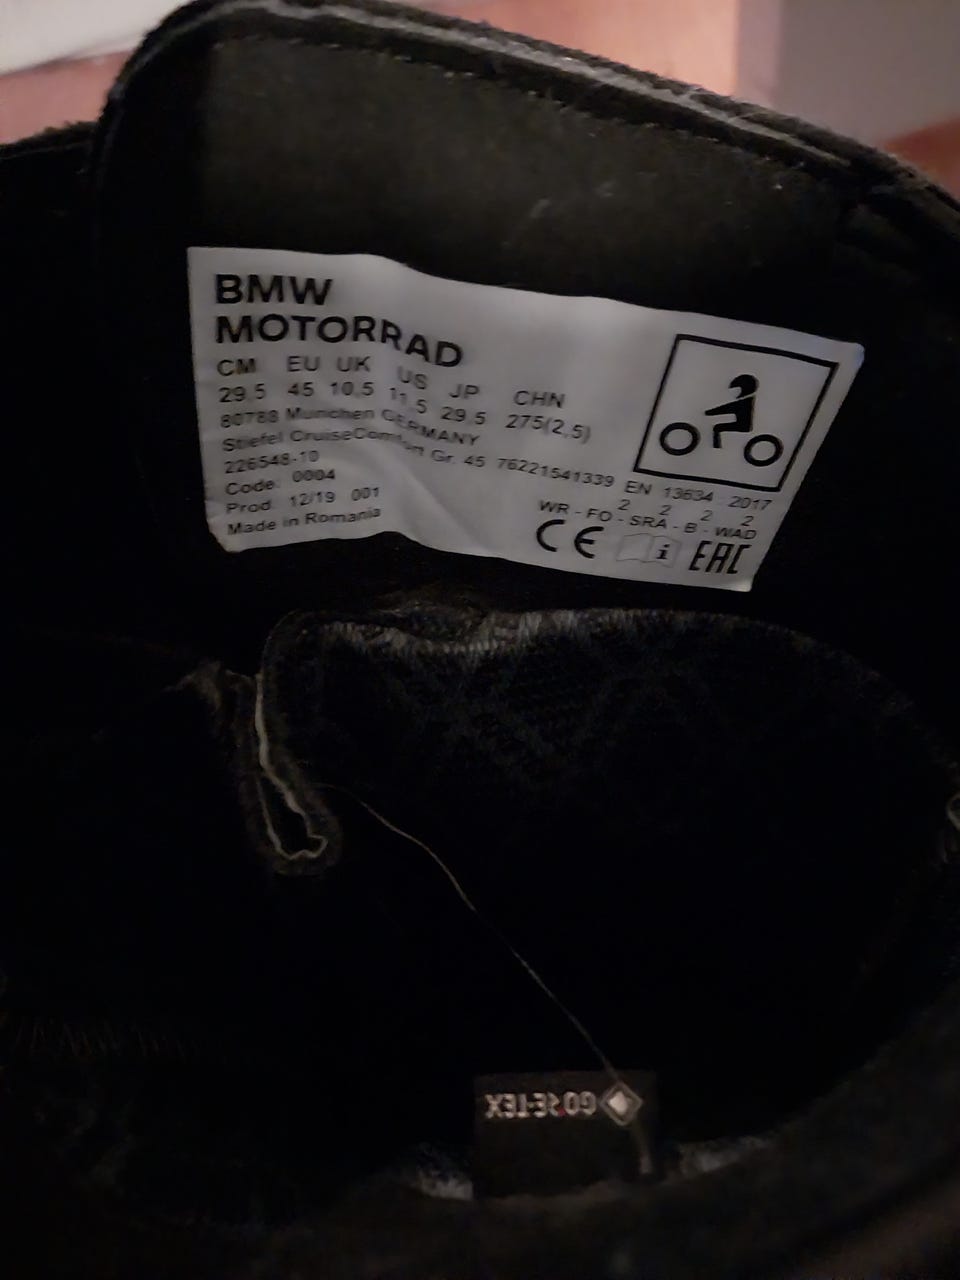 BMW
MOTORRAD
CM EU UK US JP CHN
29,5 45 10,5 11,5 29,5 275(2,5)
80788 München GERMANY
Stiefel CruiseComfort Gr. 45 76221541339 EN 13634 2017
226548-10
2 2 2 2
Code: 0004
WR - FO - SRA - B - WAD
Prod. 12/19 001
Made in Romania
CE i EAC
GORE-TEX